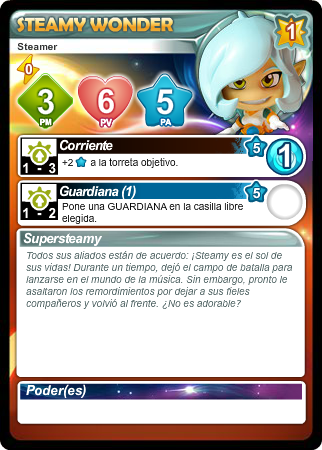 STEAMY WONDER
1
Steamer
0
3
PM
6
PV
5
PA
Corriente
5
1
1 - 3
+2 a la torreta objetivo.
Guardiana (1)
5
1 - 2
Pone una GUARDIANA en la casilla libre
elegida.
Supersteamy
Todos sus aliados están de acuerdo: ¡Steamy es el sol de
sus vidas! Durante un tiempo, dejó el campo de batalla para
lanzarse en el mundo de la música. Sin embargo, pronto le
asaltaron los remordimientos por dejar a sus fieles
compañeros y volvió al frente. ¿No es adorable?
Poder(es)